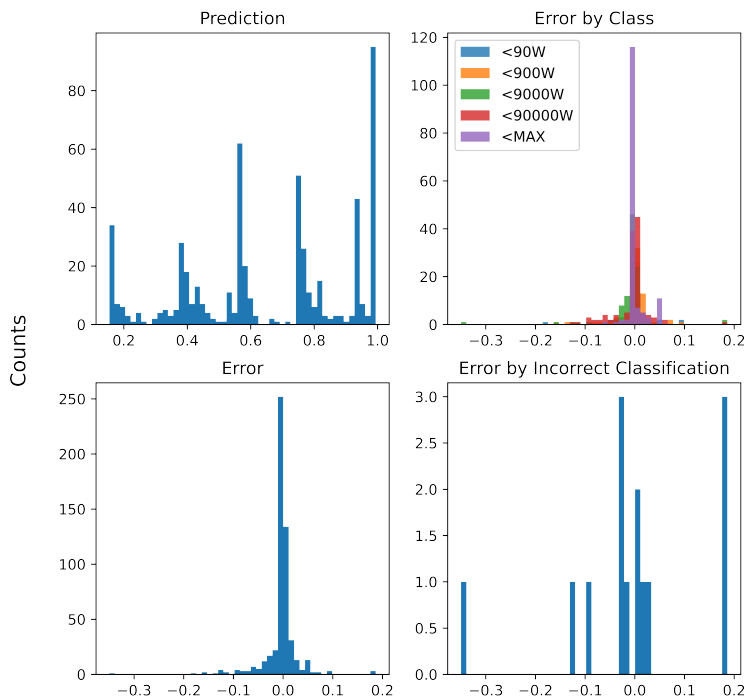 Prediction
Error by Class
80
60
40
20
0
0.2 0.4 0.6 0.8 1.0
120
100
80
60
40
20
0
<90W
<900W
<9000W
<90000W
<MAX
−0.3 −0.2 −0.1 0.0 0.1 0.2
Counts
Error
Error by Incorrect Classification
250
200
150
100
50
0
−0.3 −0.2 −0.1 0.0 0.1 0.2
3.0
2.5
2.0
1.5
1.0
0.5
0.0
−0.3 −0.2 −0.1 0.0 0.1 0.2